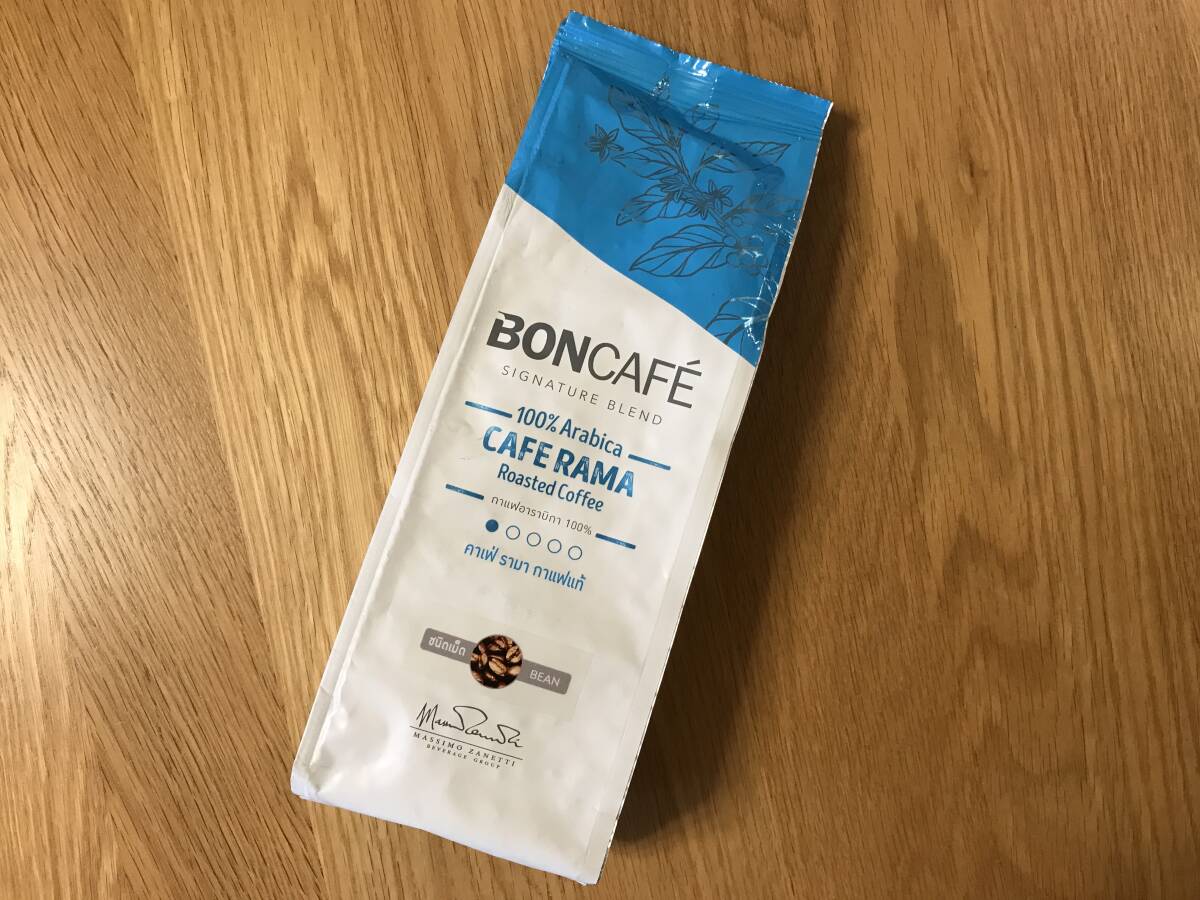 BONCAFÉ
SIGNATURE BLEND
100% Arabica
CAFE RAMA
Roasted Coffee
กาแฟอาราบิกา 100%
คาเฟ่ รามา กาแฟแท้
ชนิดเม็ด
BEAN
MASSIMO ZANETTI
BEVERAGE GROUP